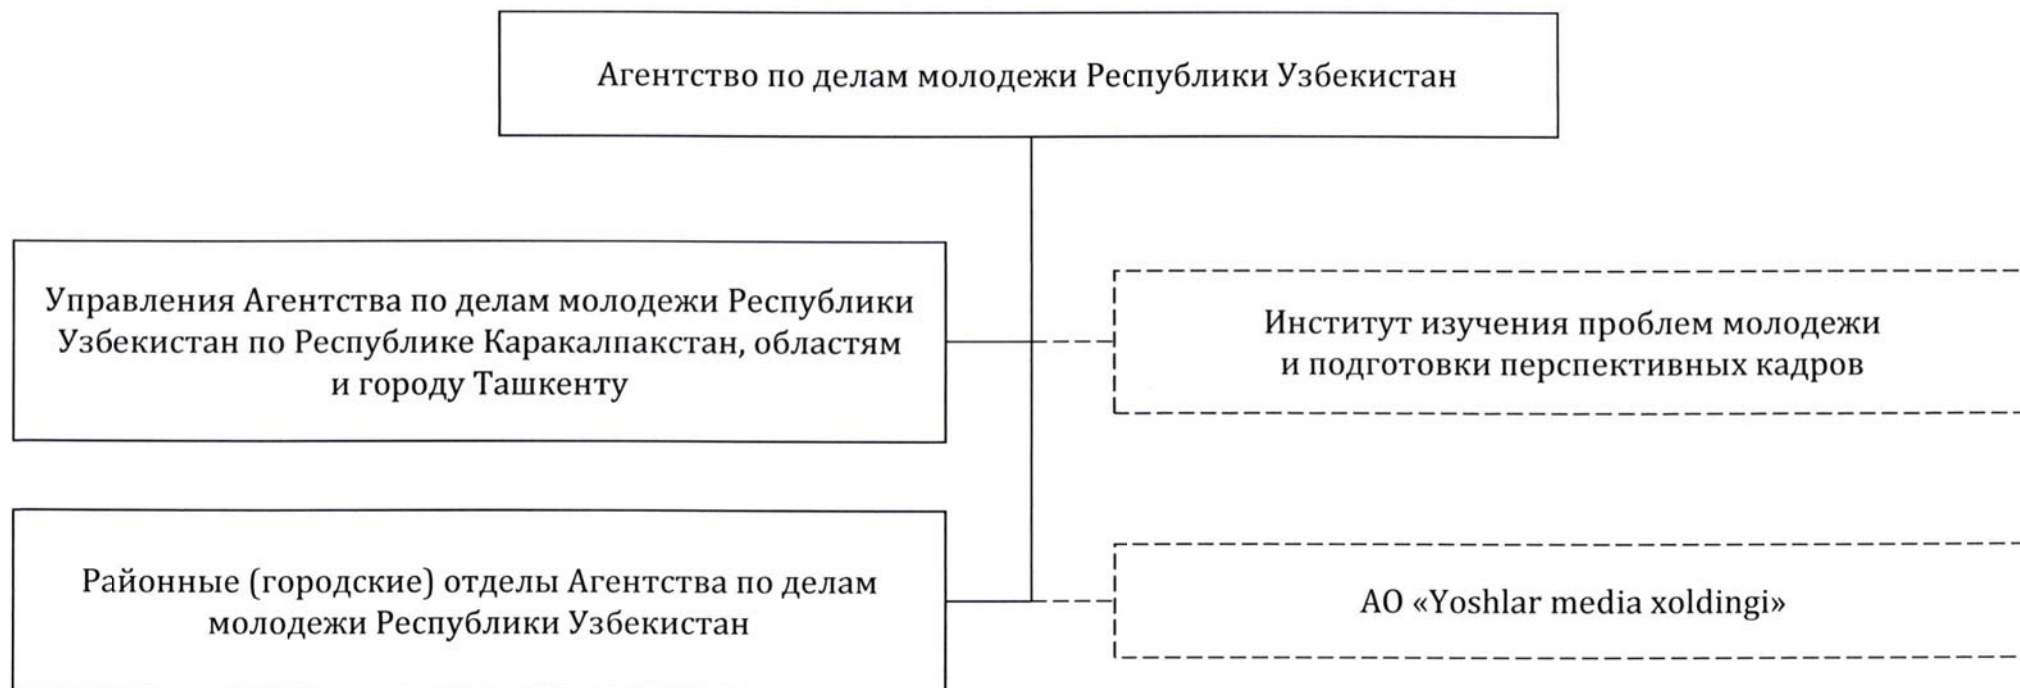 Агентство по делам молодежи Республики Узбекистан
Управления Агентства по делам молодежи Республики
Узбекистан по Республике Каракалпакстан, областям
и городу Ташкенту
Институт изучения проблем молодежи
и подготовки перспективных кадров
Районные (городские) отделы Агентства по делам
молодежи Республики Узбекистан
АО «Yoshlar media xoldingi»